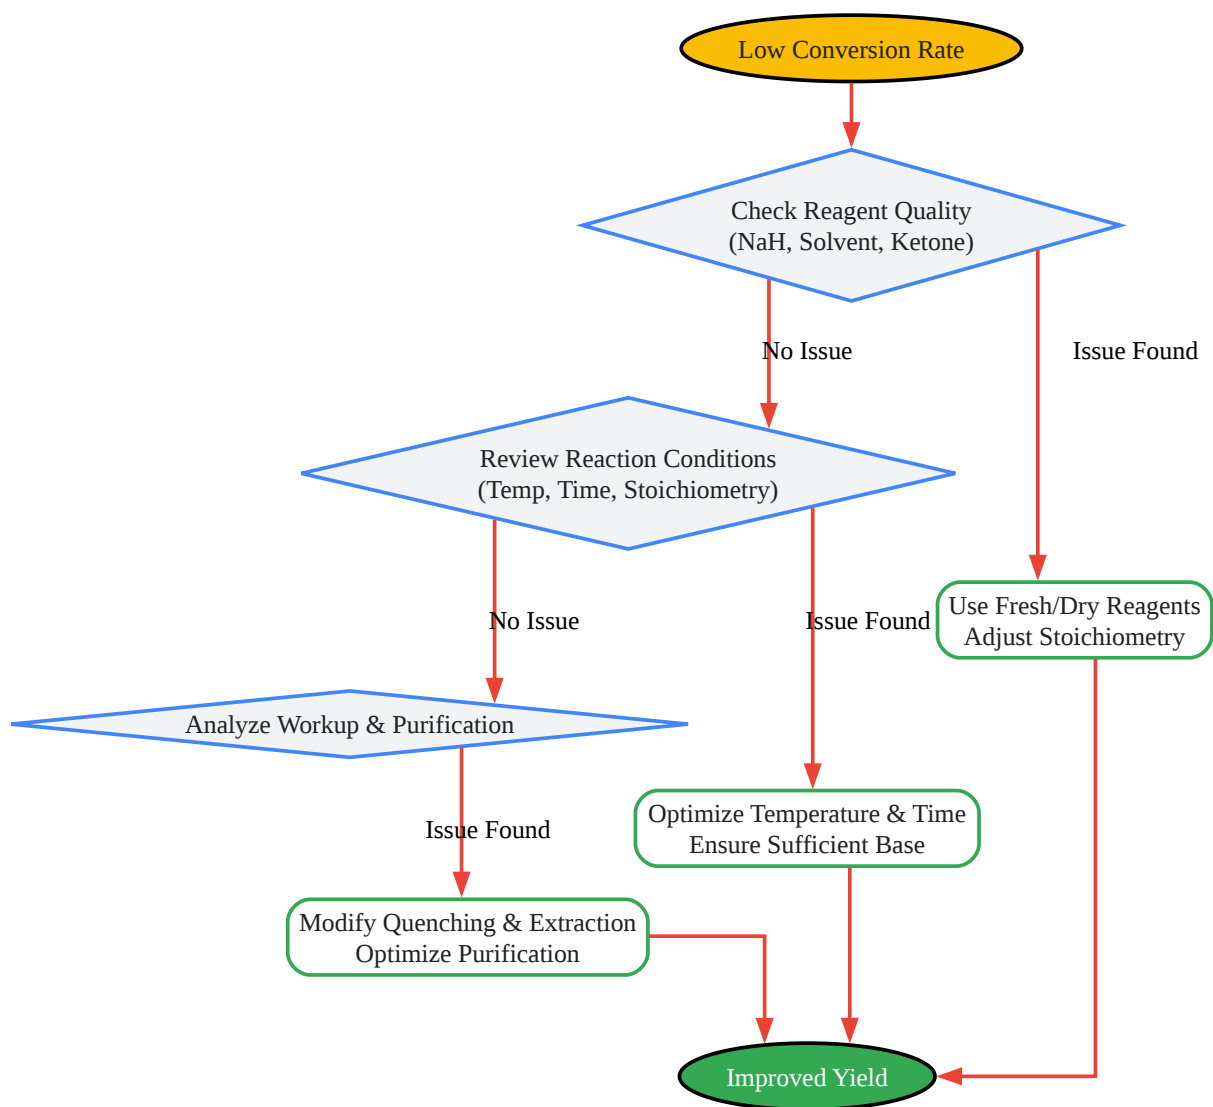 Low Conversion Rate
Check Reagent Quality
(NaH, Solvent, Ketone)
No Issue
Issue Found
Review Reaction Conditions
(Temp, Time, Stoichiometry)
No Issue
Issue Found
Use Fresh/Dry Reagents
Adjust Stoichiometry
Analyze Workup & Purification
Issue Found
Optimize Temperature & Time
Ensure Sufficient Base
Modify Quenching & Extraction
Optimize Purification
Improved Yield